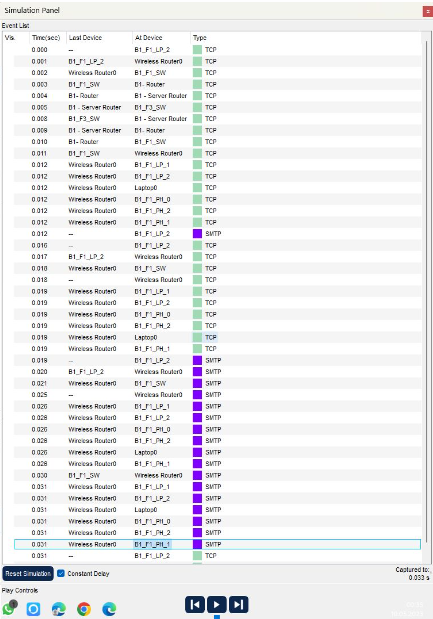 Simulation Panel
Event List
Vis. Time(sec) Last Device At Device Type
0.000 -- B1_F1_LP_2 TCP
0.001 B1_F1_LP_2 Wireless Router0 TCP
0.002 Wireless Router0 B1_F1_SW TCP
0.003 B1_F1_SW B1- Router TCP
0.004 B1- Router B1 - Server Router TCP
0.005 B1 - Server Router B1_F3_SW TCP
0.008 B1_F3_SW B1 - Server Router TCP
0.009 B1 - Server Router B1- Router TCP
0.010 B1- Router B1_F1_SW TCP
0.011 B1_F1_SW Wireless Router0 TCP
0.012 Wireless Router0 B1_F1_LP_1 TCP
0.012 Wireless Router0 B1_F1_LP_2 TCP
0.012 Wireless Router0 Laptop0 TCP
0.012 Wireless Router0 B1_F1_PH_0 TCP
0.012 Wireless Router0 B1_F1_PH_2 TCP
0.012 Wireless Router0 B1_F1_PH_1 TCP
0.012 -- B1_F1_LP_2 SMTP
0.016 -- B1_F1_LP_2 TCP
0.017 B1_F1_LP_2 Wireless Router0 TCP
0.018 Wireless Router0 B1_F1_SW TCP
0.018 -- Wireless Router0 TCP
0.019 Wireless Router0 B1_F1_LP_1 TCP
0.019 Wireless Router0 B1_F1_LP_2 TCP
0.019 Wireless Router0 B1_F1_PH_0 TCP
0.019 Wireless Router0 B1_F1_PH_2 TCP
0.019 Wireless Router0 Laptop0 TCP
0.019 Wireless Router0 B1_F1_PH_1 TCP
0.019 -- B1_F1_LP_2 SMTP
0.020 B1_F1_LP_2 Wireless Router0 SMTP
0.021 Wireless Router0 B1_F1_SW SMTP
0.025 -- Wireless Router0 SMTP
0.026 Wireless Router0 B1_F1_LP_1 SMTP
0.026 Wireless Router0 B1_F1_LP_2 SMTP
0.026 Wireless Router0 B1_F1_PH_0 SMTP
0.026 Wireless Router0 B1_F1_PH_2 SMTP
0.026 Wireless Router0 Laptop0 SMTP
0.026 Wireless Router0 B1_F1_PH_1 SMTP
0.030 B1_F1_SW Wireless Router0 SMTP
0.031 Wireless Router0 B1_F1_LP_1 SMTP
0.031 Wireless Router0 B1_F1_LP_2 SMTP
0.031 Wireless Router0 Laptop0 SMTP
0.031 Wireless Router0 B1_F1_PH_0 SMTP
0.031 Wireless Router0 B1_F1_PH_2 SMTP
0.031 Wireless Router0 B1_F1_PH_1 SMTP
0.031 -- B1_F1_LP_2 TCP
Reset Simulation Constant Delay Captured to:
0.033 s
Play Controls